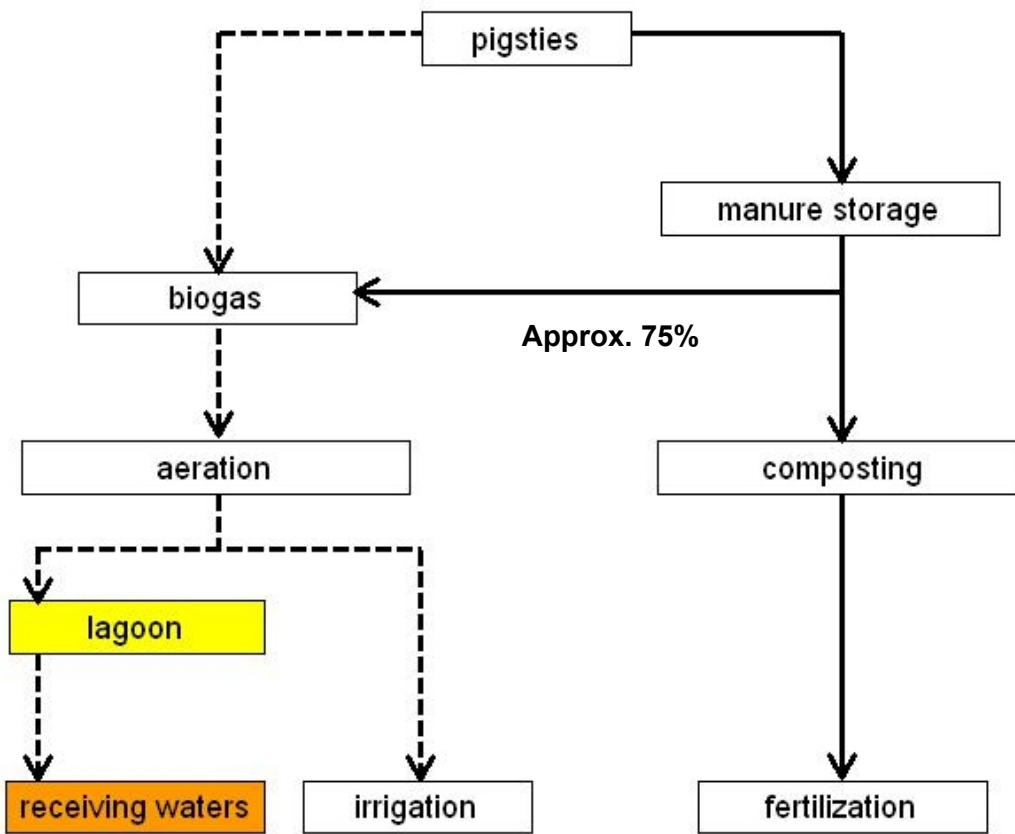 pigsties
manure storage
biogas
Approx. 75%
aeration
composting
lagoon
receiving waters
irrigation
fertilization